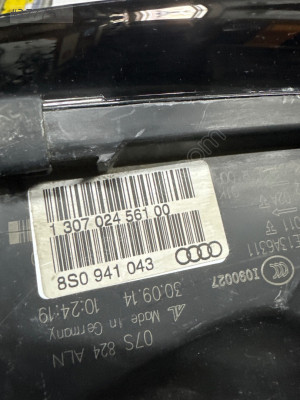 1 307 024 561 00
8S0 941 043
30.09.14
10:24:19
Made In Germany
07S 824 ALN
I090027